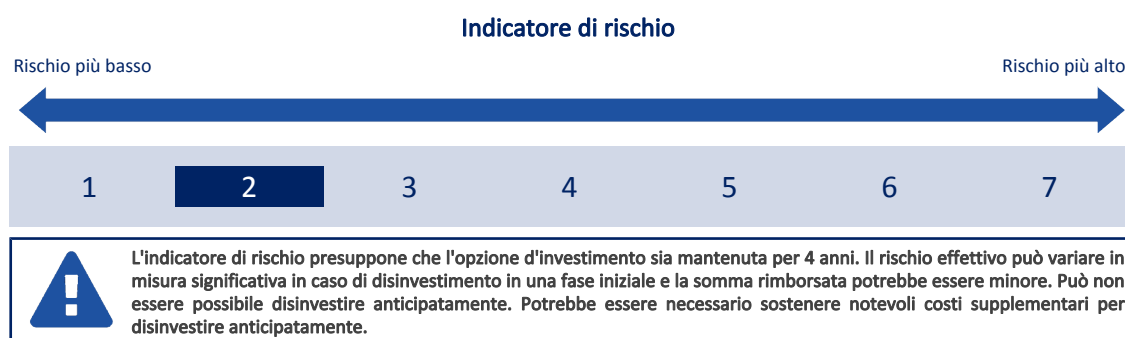 Indicatore di rischio
Rischio più basso
Rischio più alto
1 2 3 4 5 6 7
L'indicatore di rischio presuppone che l'opzione d'investimento sia mantenuta per 4 anni. Il rischio effettivo può variare in
misura significativa in caso di disinvestimento in una fase iniziale e la somma rimborsata potrebbe essere minore. Può non
essere possibile disinvestire anticipatamente. Potrebbe essere necessario sostenere notevoli costi supplementari per
disinvestire anticipatamente.